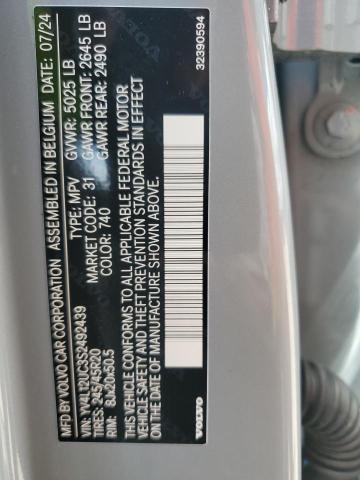 MFD BY VOLVO CAR CORPORATION ASSEMBLED IN BELGIUM DATE: 07/24
VIN: YV4L12UC3S2492439 TYPE: MPV GVWR: 5025 LB
TIRES: 245/45R20 MARKET CODE: 31 GAWR FRONT: 2645 LB
RIM: 8Jx20x50.5 COLOR: 740 GAWR REAR: 2490 LB
THIS VEHICLE CONFORMS TO ALL APPLICABLE FEDERAL MOTOR
VEHICLE SAFETY AND THEFT PREVENTION STANDARDS IN EFFECT
ON THE DATE OF MANUFACTURE SHOWN ABOVE.
VOLVO 32390594